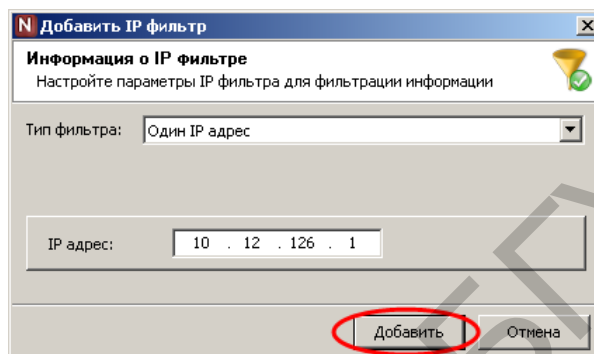 N Добавить IP фильтр
Информация о IP Фильтре
Настройте параметры IP фильтра для фильтрации информации
Тип фильтра: Один IP адрес
IP адрес: 10 . 12 . 126 . 1
Добавить Отмена